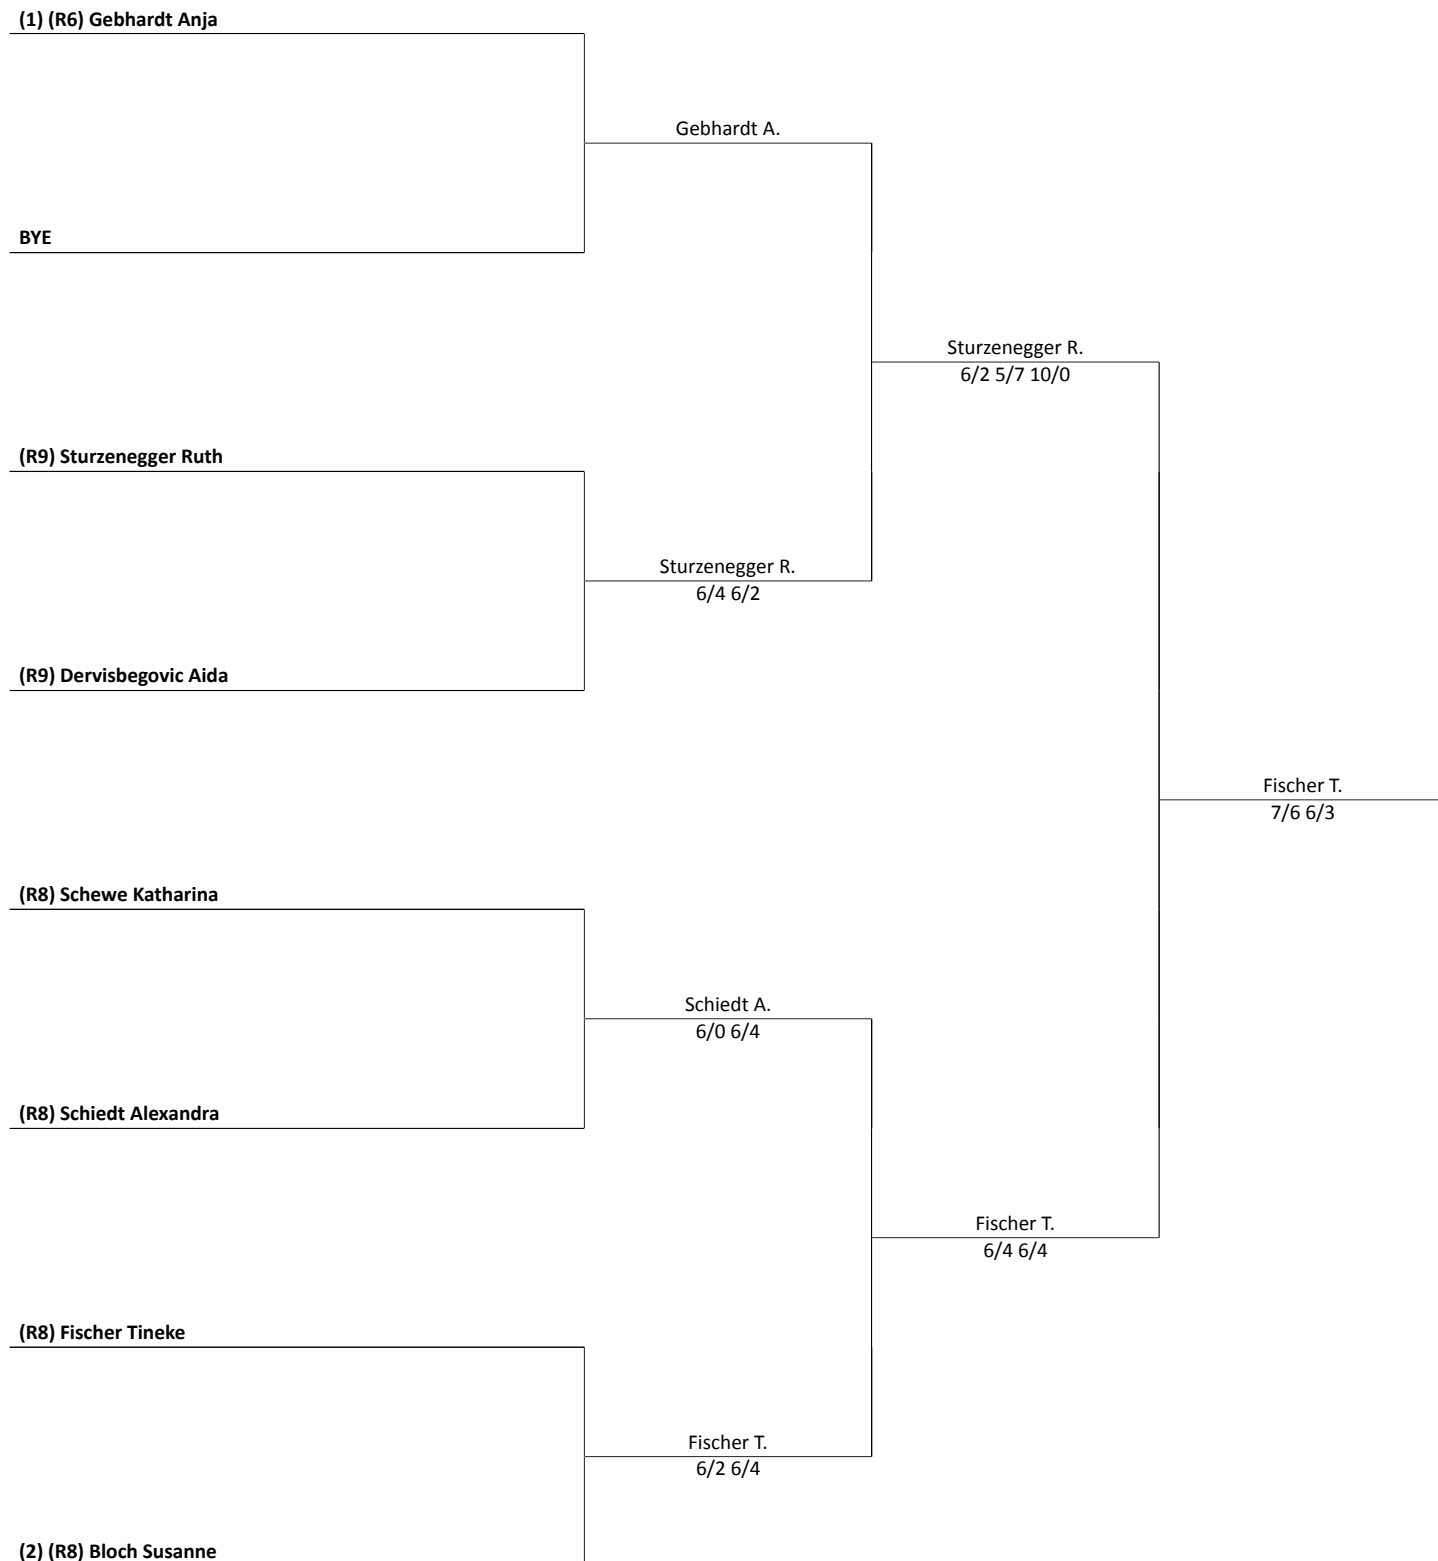 (1) (R6) Gebhardt Anja
Gebhardt A.
BYE
Sturzenegger R.
6/2 5/7 10/0
(R9) Sturzenegger Ruth
Sturzenegger R.
6/4 6/2
(R9) Dervisbegovic Aida
Fischer T.
7/6 6/3
(R8) Schewe Katharina
Schiedt A.
6/0 6/4
(R8) Schiedt Alexandra
Fischer T.
6/4 6/4
(R8) Fischer Tineke
Fischer T.
6/2 6/4
(2) (R8) Bloch Susanne